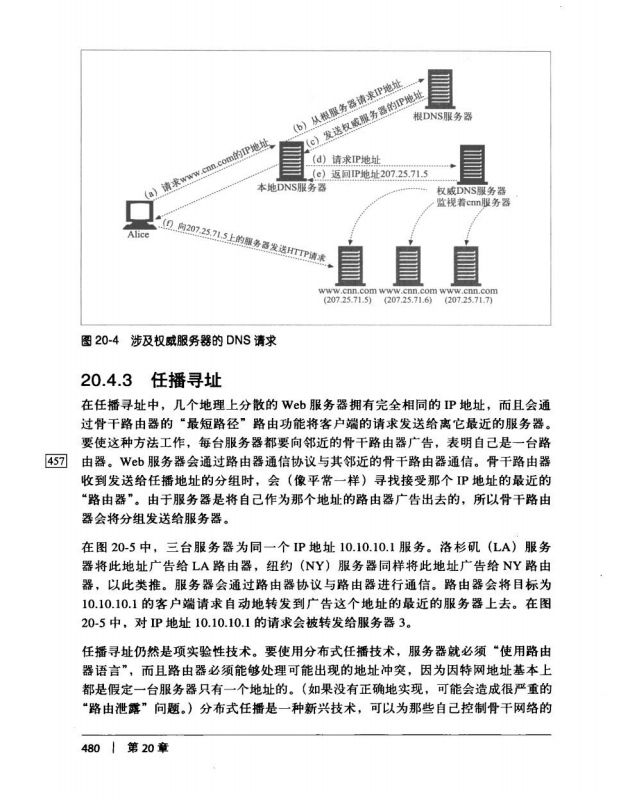 (b) 从根服务器请求IP地址
(c) 发送权威服务器的IP地址
根DNS服务器
(a) 请求www.cnn.com的IP地址
(d) 请求IP地址
(e) 返回IP地址207.25.71.5
本地DNS服务器
权威DNS服务器
监视着cnn服务器
Alice
(f) 向207.25.71.5上的服务器发送HTTP请求
www.cnn.com www.cnn.com www.cnn.com
(207.25.71.5) (207.25.71.6) (207.25.71.7)
图 20-4 涉及权威服务器的 DNS 请求
20.4.3 任播寻址
在任播寻址中，几个地理上分散的 Web 服务器拥有完全相同的 IP 地址，而且会通
过骨干路由器的“最短路径”路由功能将客户端的请求发送给离它最近的服务器。
要使这种方法工作，每台服务器都要向邻近的骨干路由器广告，表明自己是一台路
457
由器。Web 服务器会通过路由器通信协议与其邻近的骨干路由器通信。骨干路由器
收到发送给任播地址的分组时，会（像平常一样）寻找接受那个 IP 地址的最近的
“路由器”。由于服务器是将自己作为那个地址的路由器广告出去的，所以骨干路由
器会将分组发送给服务器。
在图 20-5 中，三台服务器为同一个 IP 地址 10.10.10.1 服务。洛杉矶（LA）服务
器将此地址广告给 LA 路由器，纽约（NY）服务器同样将此地址广告给 NY 路由
器，以此类推。服务器会通过路由器协议与路由器进行通信。路由器会将目标为
10.10.10.1 的客户端请求自动地转发到广告这个地址的最近的服务器上去。在图
20-5 中，对 IP 地址 10.10.10.1 的请求会被转发给服务器 3。
任播寻址仍然是项实验性技术。要使用分布式任播技术，服务器就必须“使用路由
器语言”，而且路由器必须能够处理可能出现的地址冲突，因为因特网地址基本上
都是假定一台服务器只有一个地址的。（如果没有正确地实现，可能会造成很严重的
“路由泄露”问题。）分布式任播是一种新兴技术，可以为那些自己控制骨干网络的
480 | 第 20 章